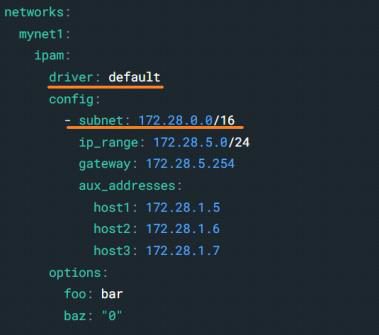 networks:
mynet1:
ipam:
driver: default
config:
- subnet: 172.28.0.0/16
ip_range: 172.28.5.0/24
gateway: 172.28.5.254
aux_addresses:
host1: 172.28.1.5
host2: 172.28.1.6
host3: 172.28.1.7
options:
foo: bar
baz: "0"